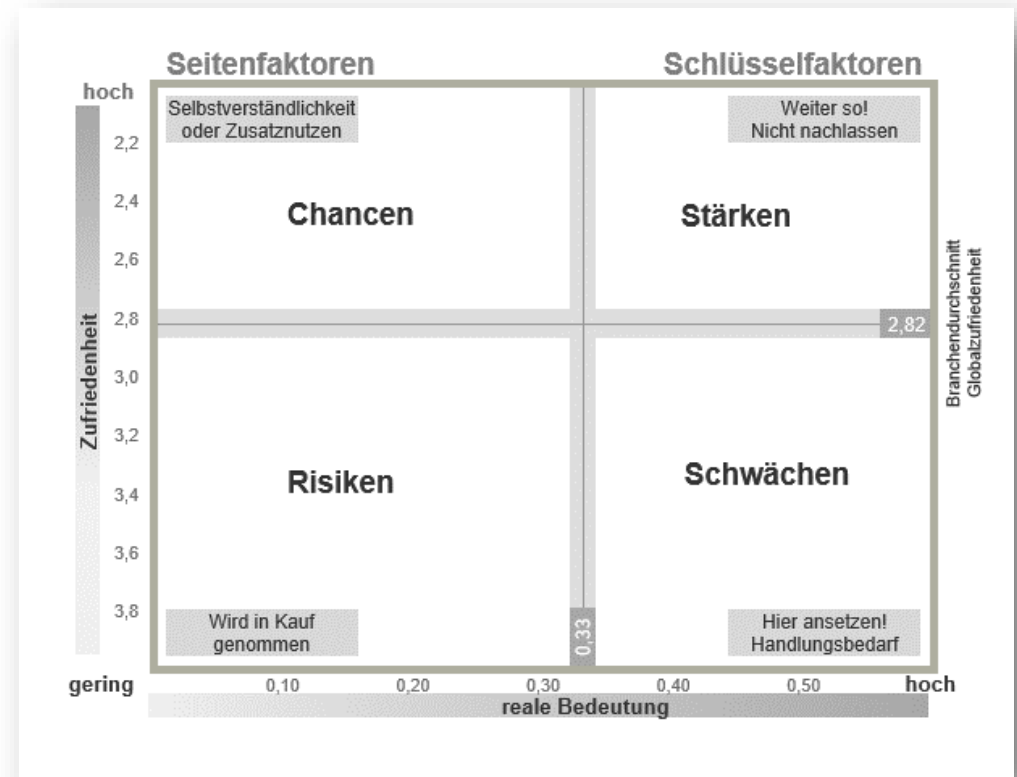 Seitenfaktoren
Schlüsselfaktoren
hoch
Selbstverständlichkeit
oder Zusatznutzen
Weiter so!
Nicht nachlassen
2,2
2,4
2,6
2,8
3,0
3,2
3,4
3,6
3,8
Zufriedenheit
Chancen
Stärken
2,82
Branchendurchschnitt
Globalzufriedenheit
Risiken
Schwächen
Wird in Kauf
genommen
0,33
Hier ansetzen!
Handlungsbedarf
gering
0,10
0,20
0,30
0,40
0,50
hoch
reale Bedeutung